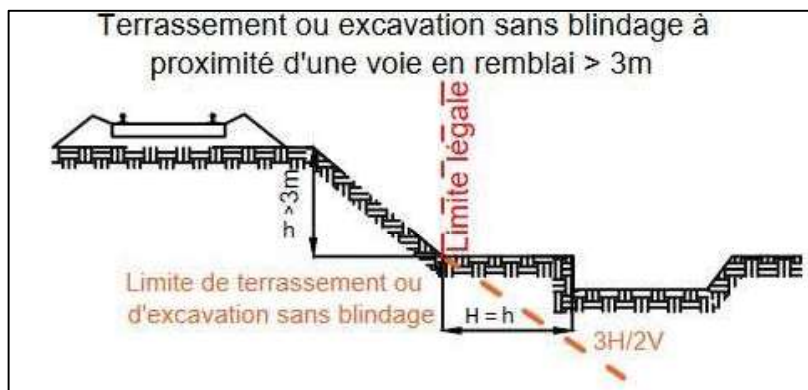 Terrassement ou excavation sans blindage à
proximité d'une voie en remblai > 3m
Limite légale
h >3m
Limite de terrassement ou
d'excavation sans blindage
H = h
3H/2V